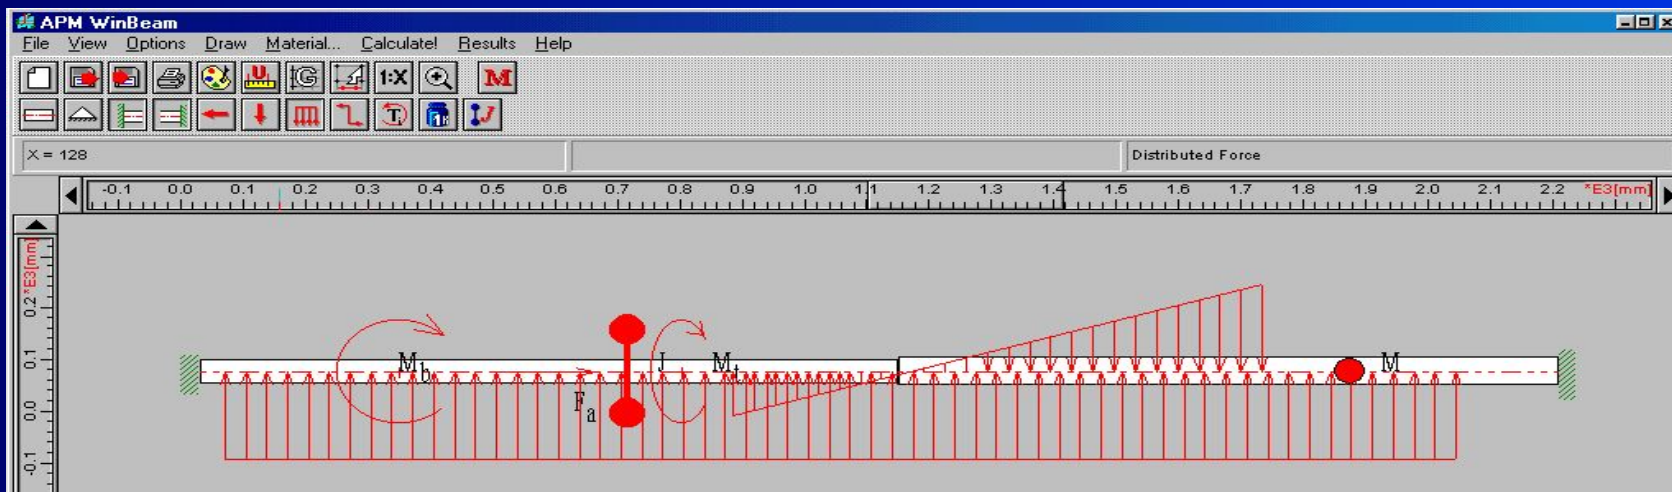 APM WinBeam
File View Options Draw Material... Calculate! Results Help
U G 1:X M
Ti 1k J
X = 128 Distributed Force
-0.1 0.0 0.1 0.2 0.3 0.4 0.5 0.6 0.7 0.8 0.9 1.0 1.1 1.2 1.3 1.4 1.5 1.6 1.7 1.8 1.9 2.0 2.1 2.2 *E3[mm]
*E3[mm]
0.2
0.1
0.0
-0.1
Mb J Mt M
Fa